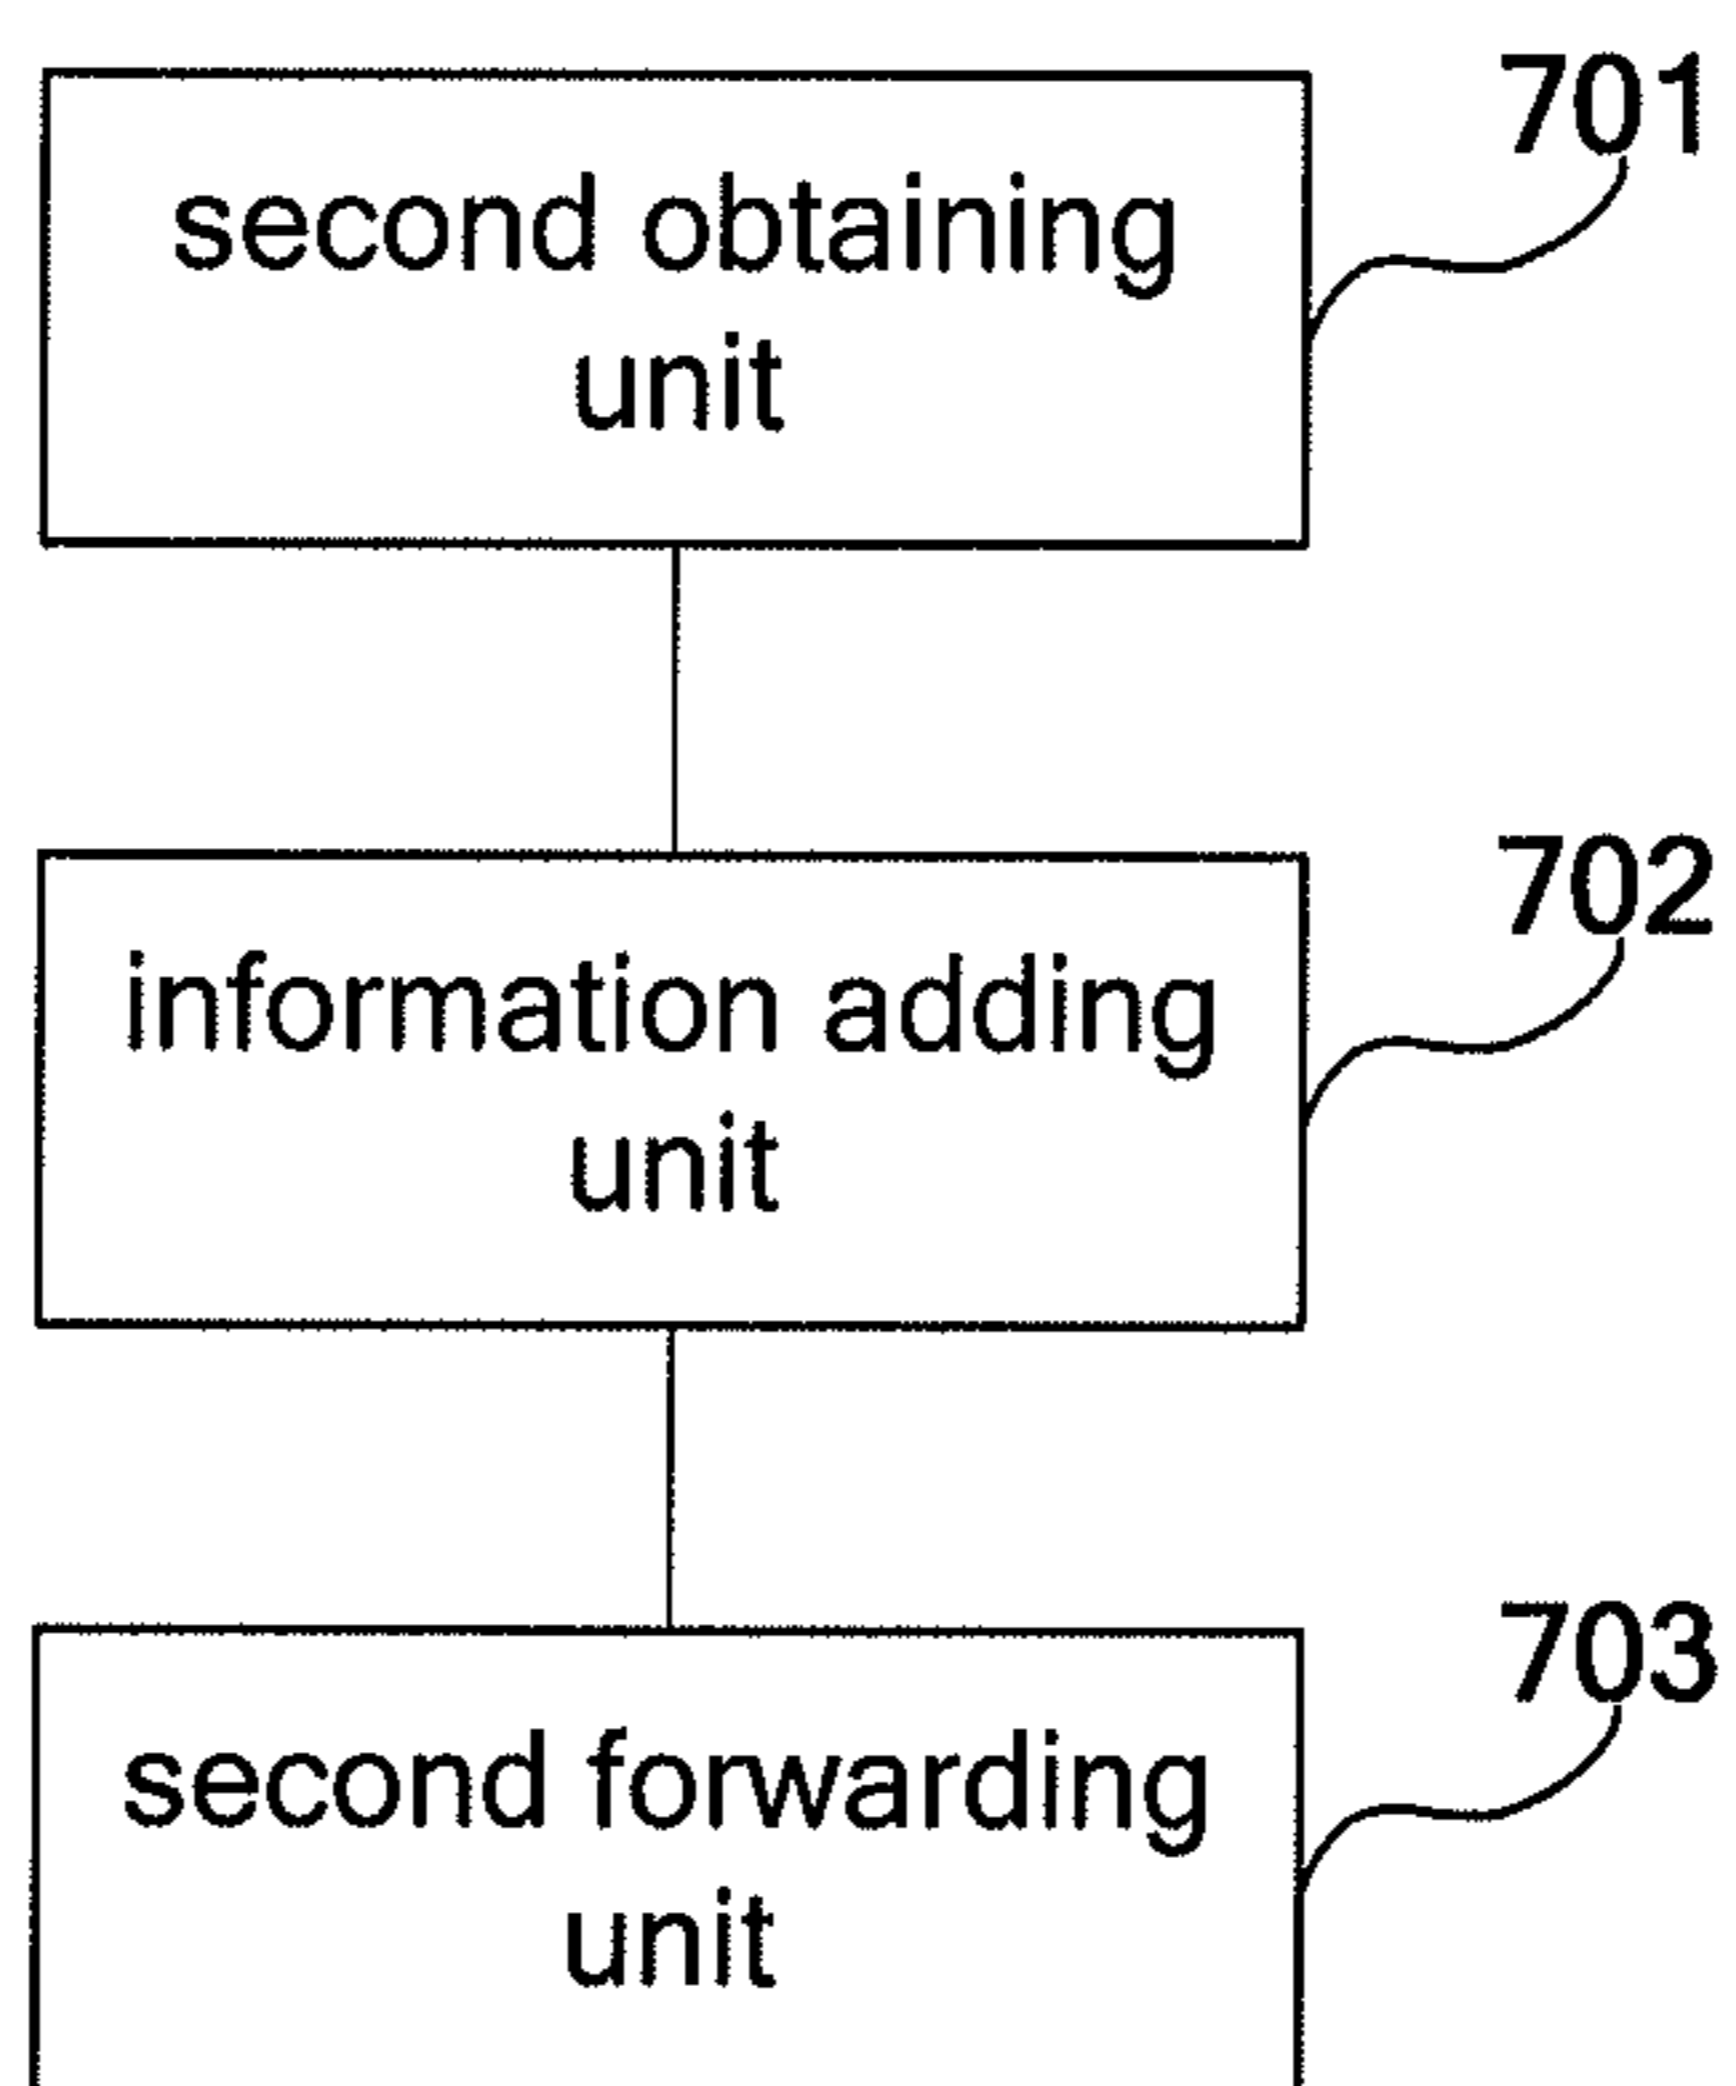 701
second obtaining
unit
702
information adding
unit
703
second forwarding
unit